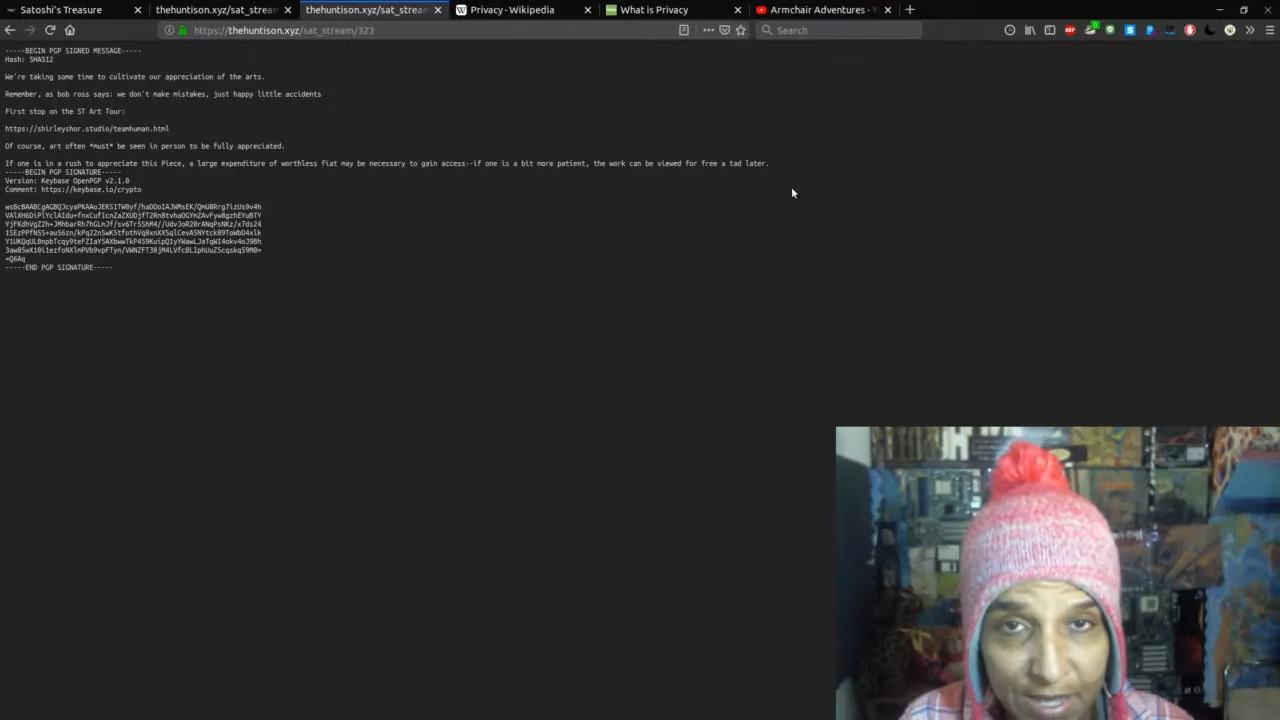 Satoshi's Treasure
thehuntison.xyz/sat_stream
thehuntison.xyz/sat_stream
Privacy - Wikipedia
What is Privacy
Armchair Adventures - Y
https://thehuntison.xyz/sat_stream/323
Search
-----BEGIN PGP SIGNED MESSAGE-----
Hash: SHA512
We're taking some time to cultivate our appreciation of the arts.
Remember, as bob ross says: we don't make mistakes, just happy little accidents
First stop on the ST Art Tour:
https://shirleyshor.studio/teamhuman.html
Of course, art often *must* be seen in person to be fully appreciated.
If one is in a rush to appreciate this Piece, a large expenditure of worthless fiat may be necessary to gain access--if one is a bit more patient, the work can be viewed for free a tad later.
-----BEGIN PGP SIGNATURE-----
Version: Keybase OpenPGP v2.1.0
Comment: https://keybase.io/crypto
=Q6Aq
-----END PGP SIGNATURE-----